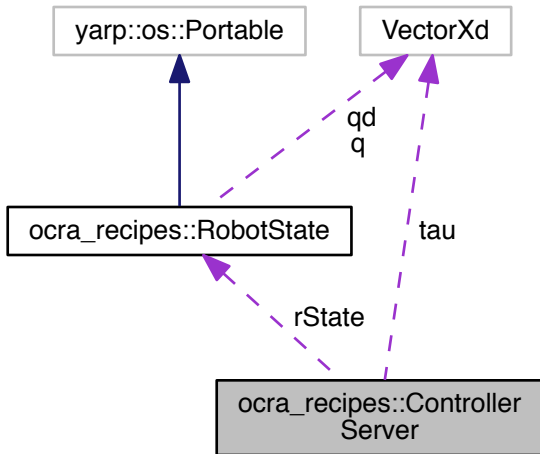 yarp::os::Portable
VectorXd
qd
q
ocra_recipes::RobotState
tau
rState
ocra_recipes::Controller
Server